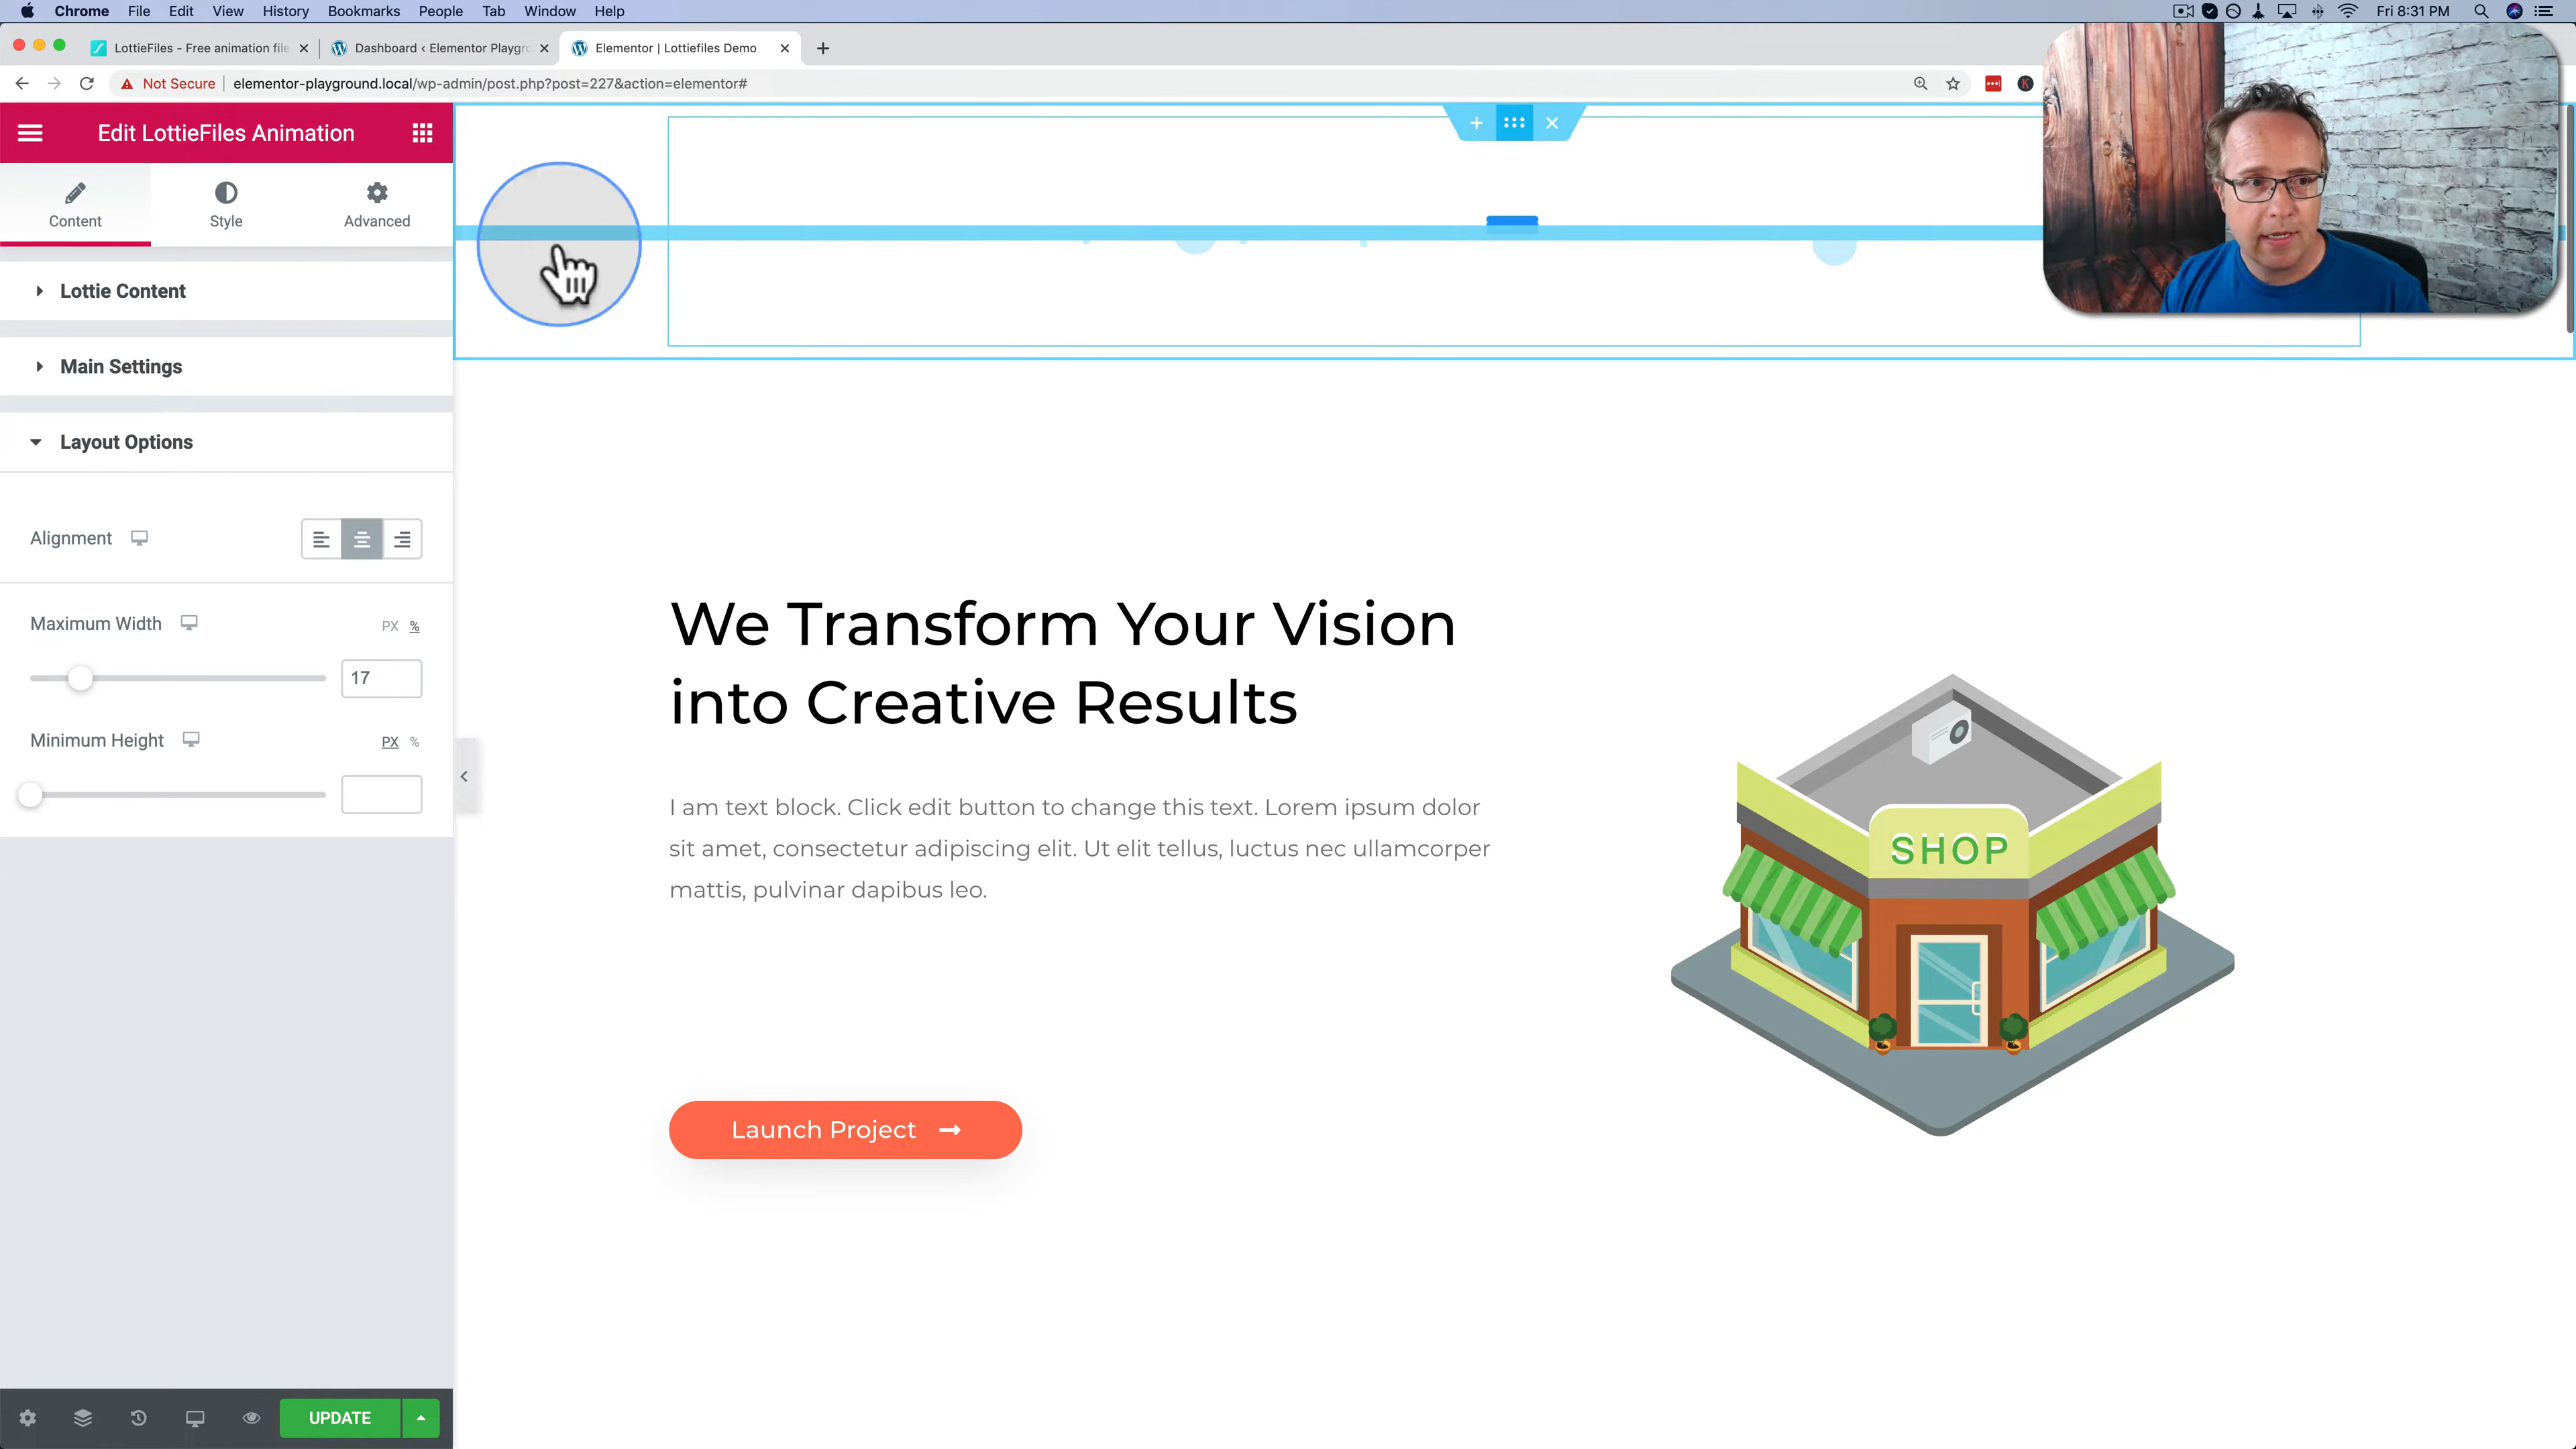 Chrome File Edit View History Bookmarks People Tab Window Help Fri 8:31 PM
LottieFiles - Free animation file Dashboard ‹ Elementor Playgro Elementor | Lottiefiles Demo
Not Secure elementor-playground.local/wp-admin/post.php?post=227&action=elementor#
Edit LottieFiles Animation
Content Style Advanced
Lottie Content
Main Settings
Layout Options
Alignment
Maximum Width PX %
17
Minimum Height PX %
UPDATE
We Transform Your Vision
into Creative Results
I am text block. Click edit button to change this text. Lorem ipsum dolor
sit amet, consectetur adipiscing elit. Ut elit tellus, luctus nec ullamcorper
mattis, pulvinar dapibus leo.
Launch Project
SHOP